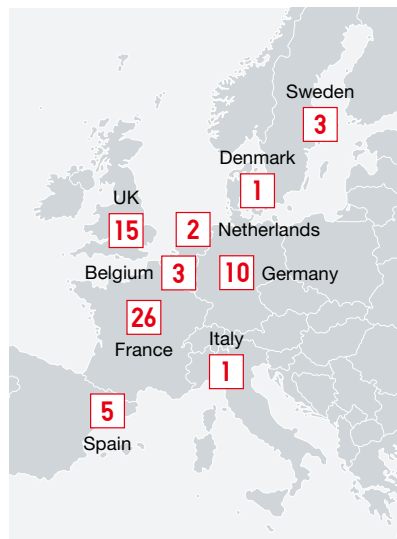 Sweden
3
Denmark
1
UK
15
2
Netherlands
Belgium
3
10
Germany
26
France
Italy
1
5
Spain